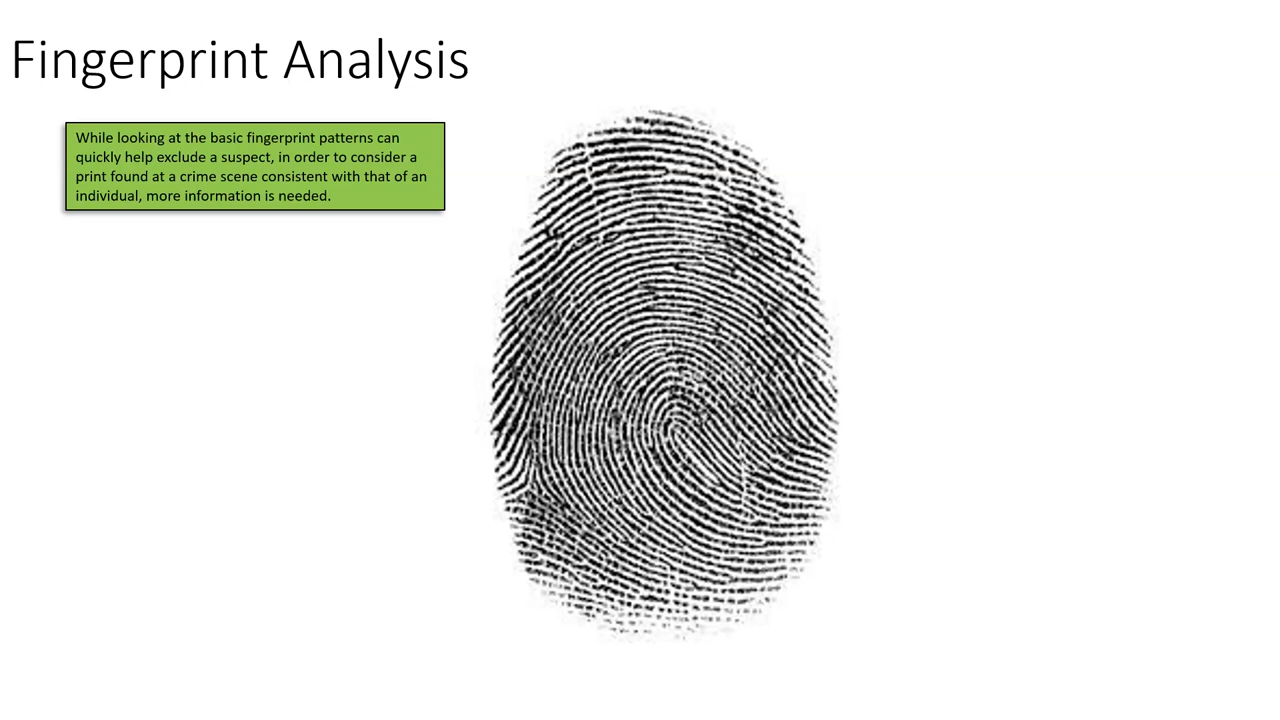 Fingerprint Analysis
While looking at the basic fingerprint patterns can
quickly help exclude a suspect, in order to consider a
print found at a crime scene consistent with that of an
individual, more information is needed.